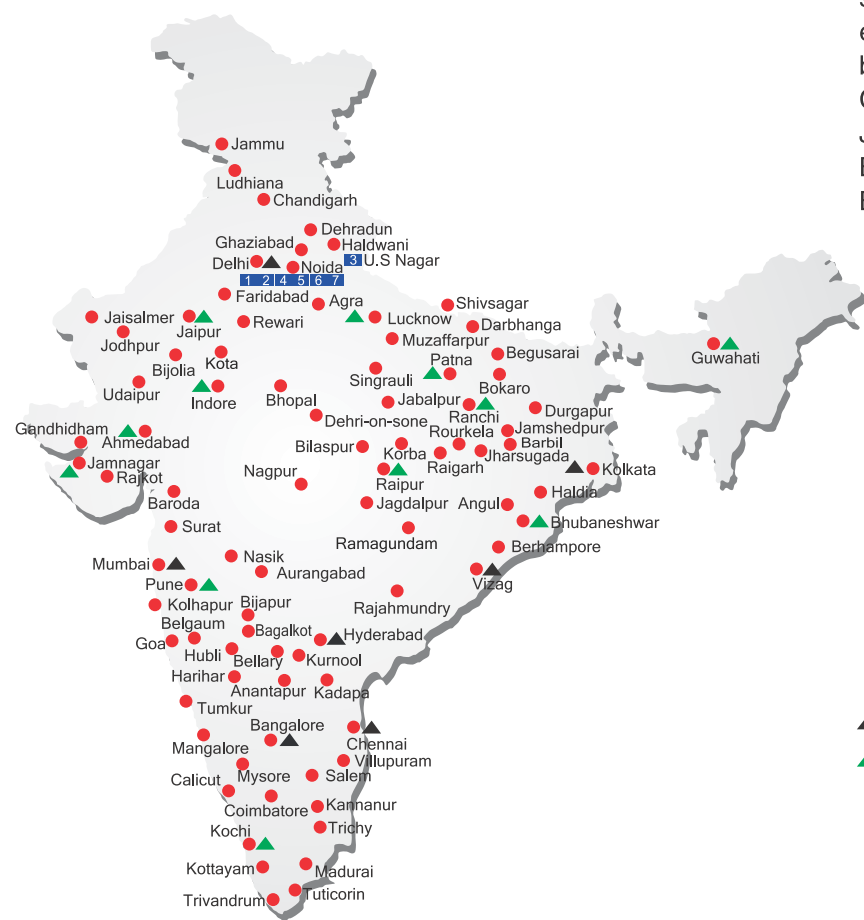 Jammu
Ludhiana
Chandigarh
Dehradun
Ghaziabad
Haldwani
Delhi
Noida
3 U.S Nagar
1 2 4 5 6 7
Faridabad
Agra
Shivsagar
Jaisalmer
Jaipur
Rewari
Lucknow
Darbhanga
Jodhpur
Muzaffarpur
Guwahati
Bijolia
Kota
Patna
Begusarai
Udaipur
Indore
Bhopal
Singrauli
Bokaro
Jabalpur
Ranchi
Durgapur
Dehri-on-sone
Gandhidham
Ahmedabad
Rourkela
Jamshedpur
Bilaspur
Korba
Barbil
Jamnagar
Raigarh
Jharsugada
Rajkot
Nagpur
Raipur
Kolkata
Baroda
Jagdalpur
Angul
Haldia
Surat
Ramagundam
Bhubaneshwar
Berhampore
Mumbai
Nasik
Aurangabad
Vizag
Pune
Kolhapur
Bijapur
Rajahmundry
Belgaum
Bagalkot
Hyderabad
Goa
Hubli
Bellary
Kurnool
Harihar
Anantapur
Kadapa
Tumkur
Bangalore
Mangalore
Chennai
Villupuram
Mysore
Salem
Calicut
Coimbatore
Kannanur
Kochi
Trichy
Kottayam
Madurai
Trivandrum
Tuticorin